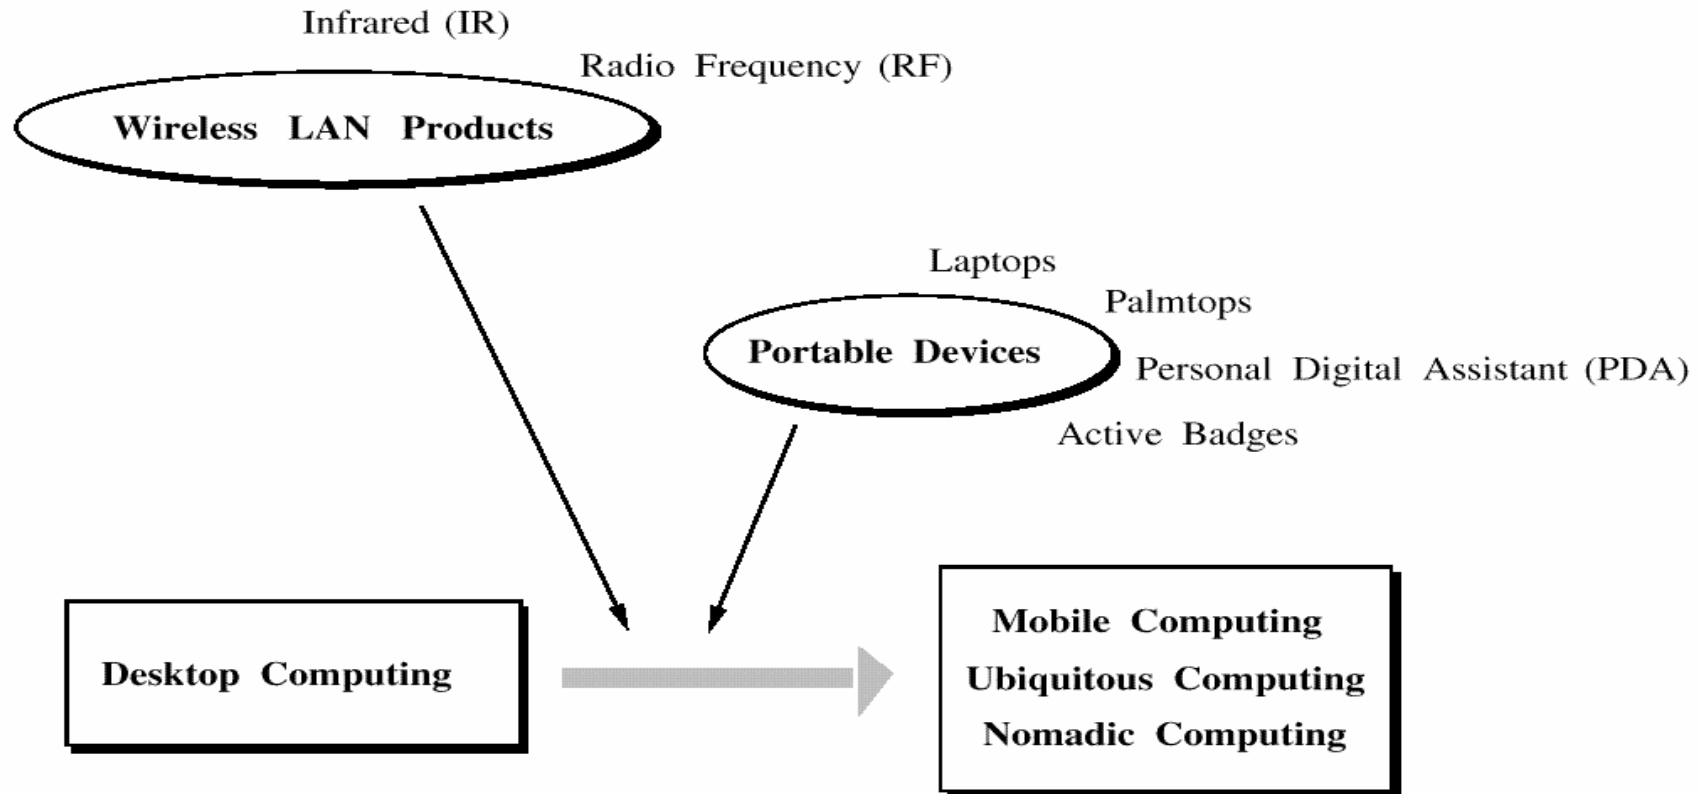 Infrared (IR)
Radio Frequency (RF)
Wireless LAN Products
Laptops
Palmtops
Portable Devices
Personal Digital Assistant (PDA)
Active Badges
Desktop Computing
Mobile Computing
Ubiquitous Computing
Nomadic Computing